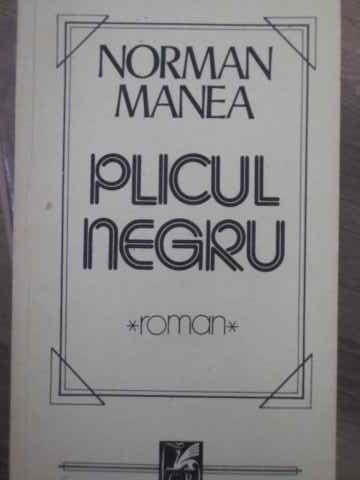 NORMAN
MANEA
PLICUL
NEGRU
*roman*